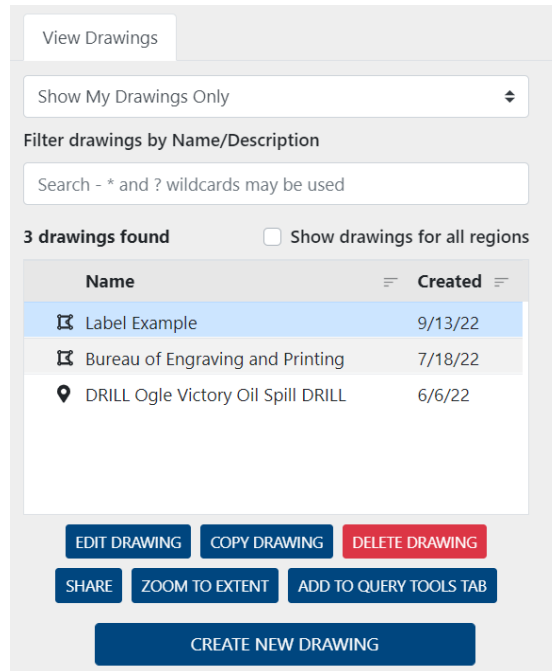 View Drawings
Show My Drawings Only
Filter drawings by Name/Description
Search - * and ? wildcards may be used
3 drawings found Show drawings for all regions
Name Created
Label Example 9/13/22
Bureau of Engraving and Printing 7/18/22
DRILL Ogle Victory Oil Spill DRILL 6/6/22
EDIT DRAWING COPY DRAWING DELETE DRAWING
SHARE ZOOM TO EXTENT ADD TO QUERY TOOLS TAB
CREATE NEW DRAWING